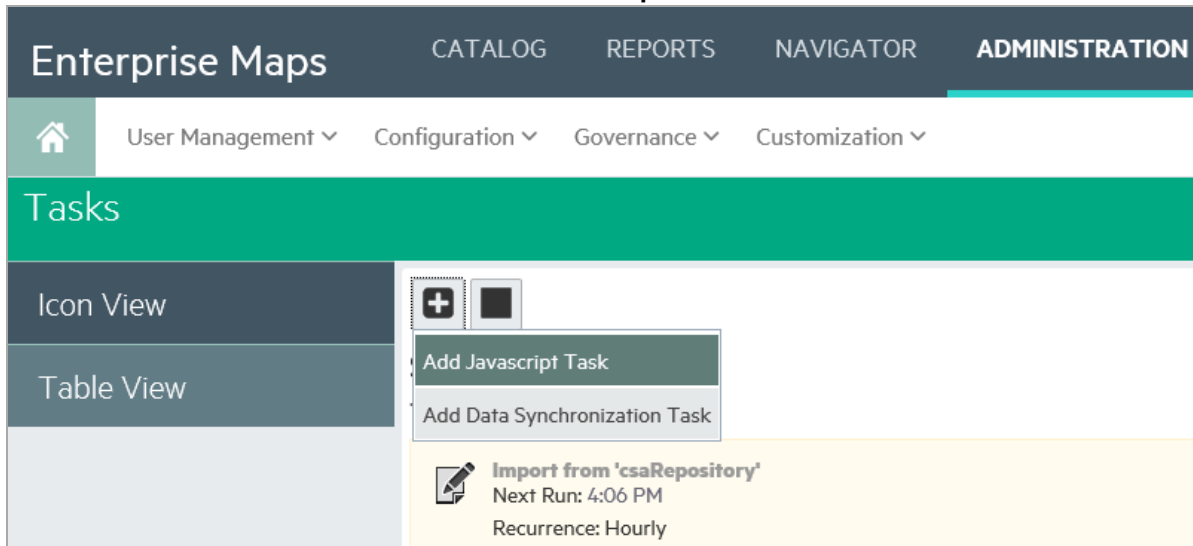 Enterprise Maps CATALOG REPORTS NAVIGATOR ADMINISTRATION
User Management Configuration Governance Customization
Tasks
Icon View
Table View
Add Javascript Task
Add Data Synchronization Task
Import from 'csaRepository'
Next Run: 4:06 PM
Recurrence: Hourly